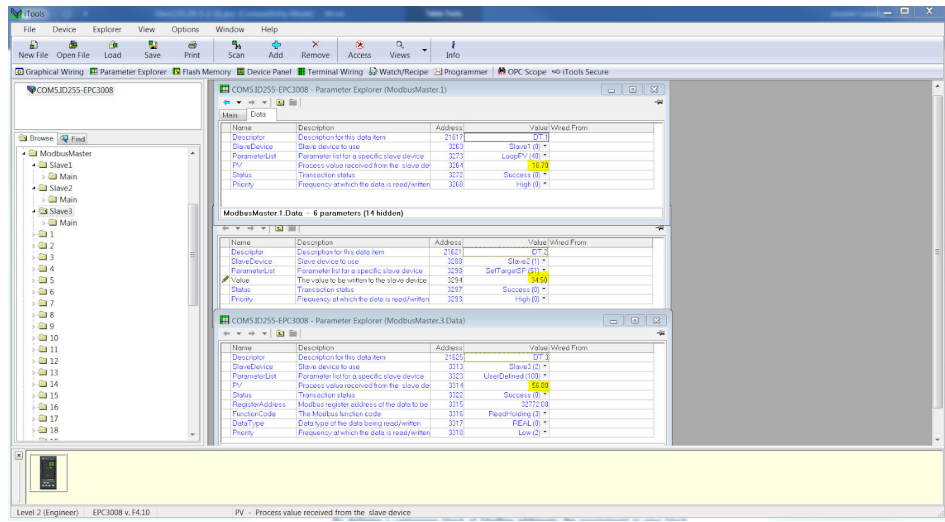 iTools
File Device Explorer View Options Window Help
New File Open File Load Save Print Scan Add Remove Access Views Info
Graphical Wiring Parameter Explorer Flash Memory Device Panel Terminal Wiring Watch/Recipe Programmer OPC Scope iTools Secure
COM5.ID255-EPC3008
Browse Find
ModbusMaster
Slave1
Main
Slave2
Main
Slave3
Main
1
2
3
4
5
6
7
8
9
10
11
12
13
14
15
16
17
18
COM5.ID255-EPC3008 - Parameter Explorer (ModbusMaster.1)
Main Data
Name Description Address Value Wired From
Descriptor Description for this data item 21617 DT.1
SlaveDevice Slave device to use 3263 Slave1 (0)
ParameterList Parameter list for a specific slave device 3273 LoopPV (40)
PV Process value received from the slave de 3264 16.70
Status Transaction status 3272 Success (0)
Priority Frequency at which the data is read/written 3268 High (0)
ModbusMaster.1.Data - 6 parameters (14 hidden)
Name Description Address Value Wired From
Descriptor Description for this data item 21621 DT.2
SlaveDevice Slave device to use 3288 Slave2 (1)
ParameterList Parameter list for a specific slave device 3298 SefTargetSP (51)
Value The value to be written to the slave device 3294 34.50
Status Transaction status 3297 Success (0)
Priority Frequency at which the data is read/written 3293 High (0)
COM5.ID255-EPC3008 - Parameter Explorer (ModbusMaster.3.Data)
Name Description Address Value Wired From
Descriptor Description for this data item 21625 DT.3
SlaveDevice Slave device to use 3313 Slave3 (2)
ParameterList Parameter list for a specific slave device 3323 UserDefined (100)
PV Process value received from the slave de 3314 56.00
Status Transaction status 3322 Success (0)
RegisterAddress Modbus register address of the data to be 3315 32772.00
FunctionCode The Modbus function code 3316 ReadHolding (3)
DataType Data type of the data being read/written 3317 REAL (8)
Priority Frequency at which the data is read/written 3318 Low (2)
Level 2 (Engineer) EPC3008 v. F4.10 PV - Process value received from the slave device